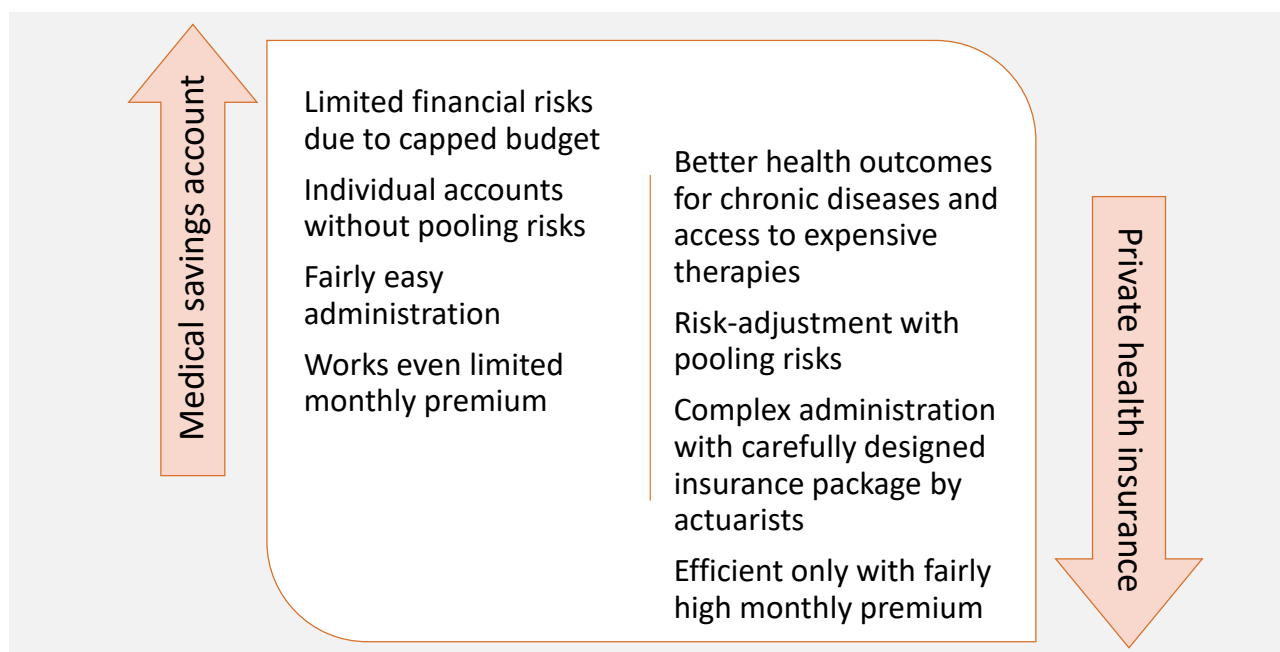 Medical savings account
Limited financial risks
due to capped budget
Individual accounts
without pooling risks
Fairly easy
administration
Works even limited
monthly premium
Better health outcomes
for chronic diseases and
access to expensive
therapies
Risk-adjustment with
pooling risks
Complex administration
with carefully designed
insurance package by
actuarists
Efficient only with fairly
high monthly premium
Private health insurance